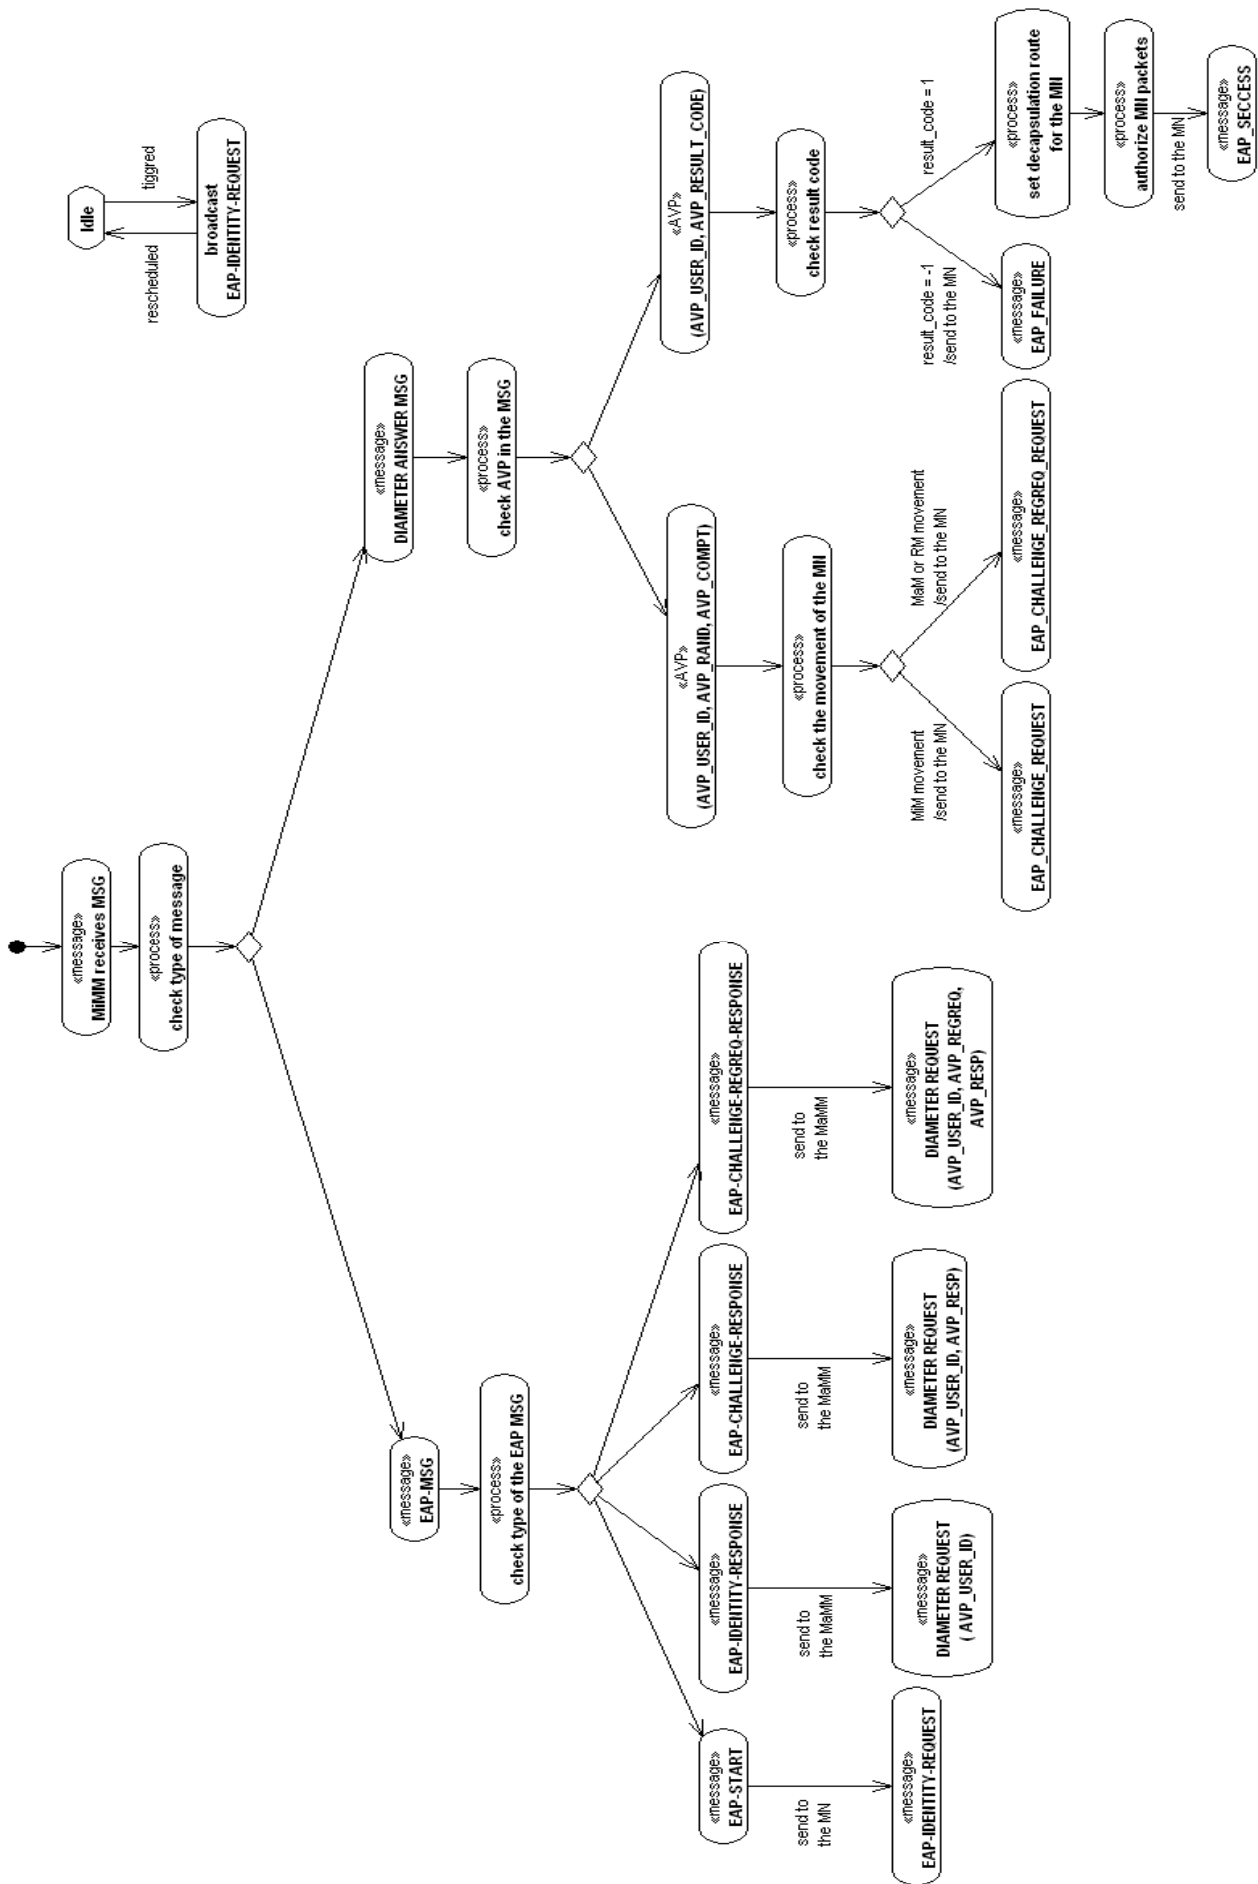 Idle
tiggred
rescheduled
broadcast
EAP-IDENTITY-REQUEST
«message»
MiMM receives MSG
«process»
check type of message
«message»
EAP-MSG
«process»
check type of the EAP MSG
«message»
EAP-START
send to
the MN
«message»
EAP-IDENTITY-REQUEST
«message»
EAP-IDENTITY-RESPONSE
send to
the MaMM
«message»
DIAMETER REQUEST
( AVP_USER_ID)
«message»
EAP-CHALLENGE-RESPONSE
send to
the MaMM
«message»
DIAMETER REQUEST
(AVP_USER_ID, AVP_RESP)
«message»
EAP-CHALLENGE-REGREQ-RESPONSE
send to
the MaMM
«message»
DIAMETER REQUEST
(AVP_USER_ID, AVP_REGREQ,
AVP_RESP)
«message»
DIAMETER ANSWER MSG
«process»
check AVP in the MSG
«AVP»
(AVP_USER_ID, AVP_RAND, AVP_COMPT)
«process»
check the movement of the MN
MiM movement
/send to the MN
«message»
EAP_CHALLENGE_REQUEST
MaM or RM movement
/send to the MN
«message»
EAP_CHALLENGE_REGREQ_REQUEST
«AVP»
(AVP_USER_ID, AVP_RESULT_CODE)
«process»
check result code
result_code = -1
/send to the MN
«message»
EAP_FAILURE
result_code = 1
«process»
set decapsulation route
for the MN
«process»
authorize MN packets
send to the MN
«message»
EAP_SECCESS